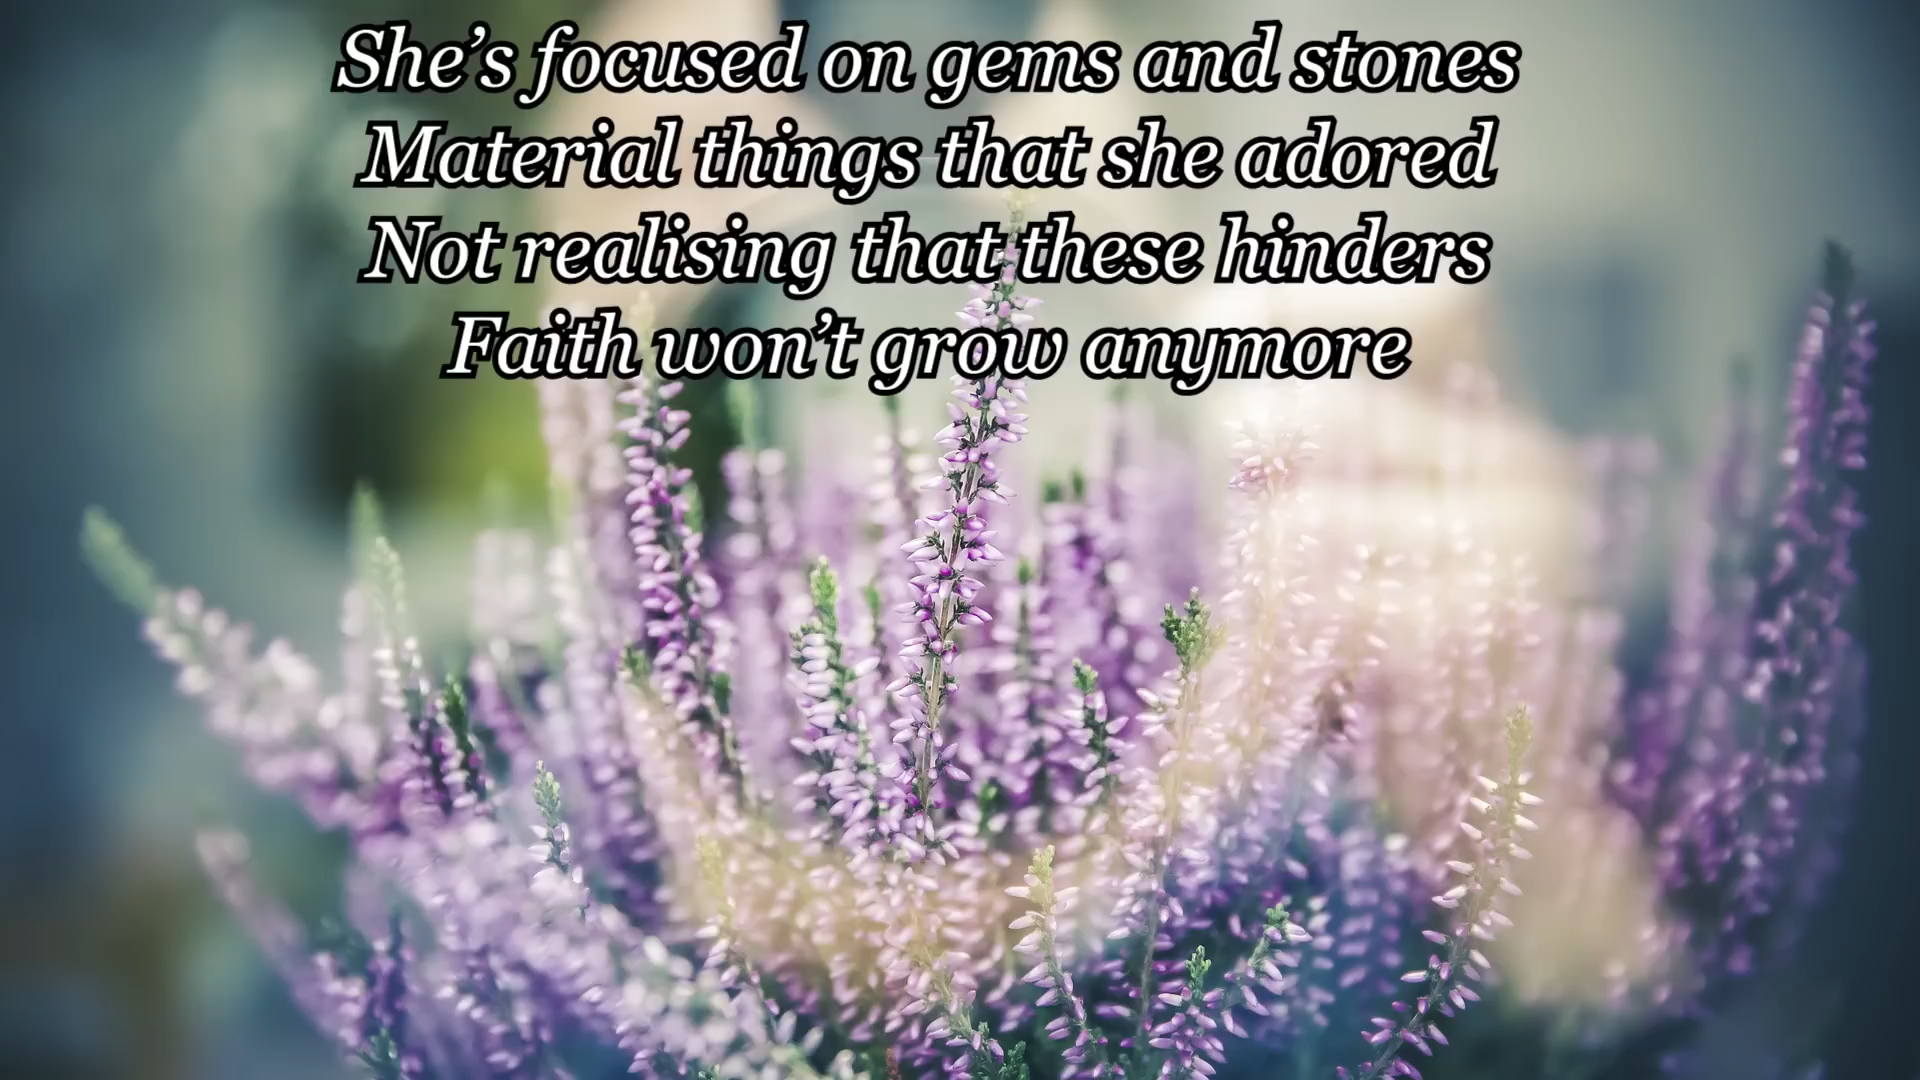 She’s focused on gems and stones
Material things that she adored
Not realising that these hinders
Faith won’t grow anymore